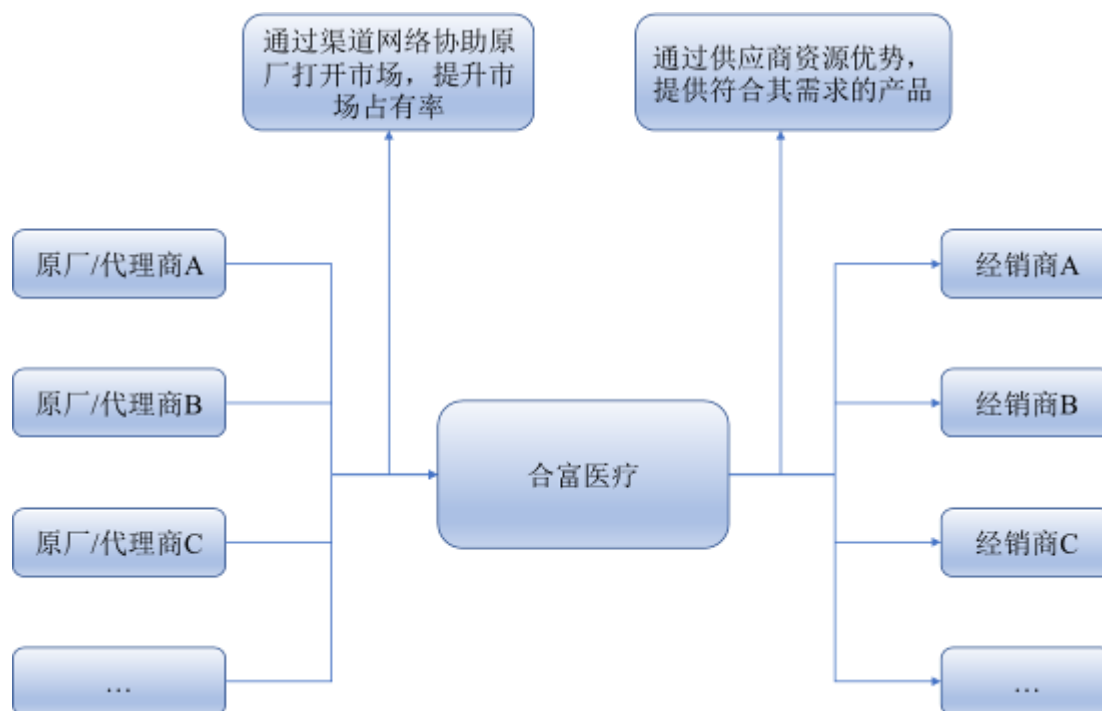 通过渠道网络协助原
厂打开市场，提升市
场占有率
通过供应商资源优势，
提供符合其需求的产品
原厂/代理商A
经销商A
原厂/代理商B
经销商B
合富医疗
原厂/代理商C
经销商C
…
…